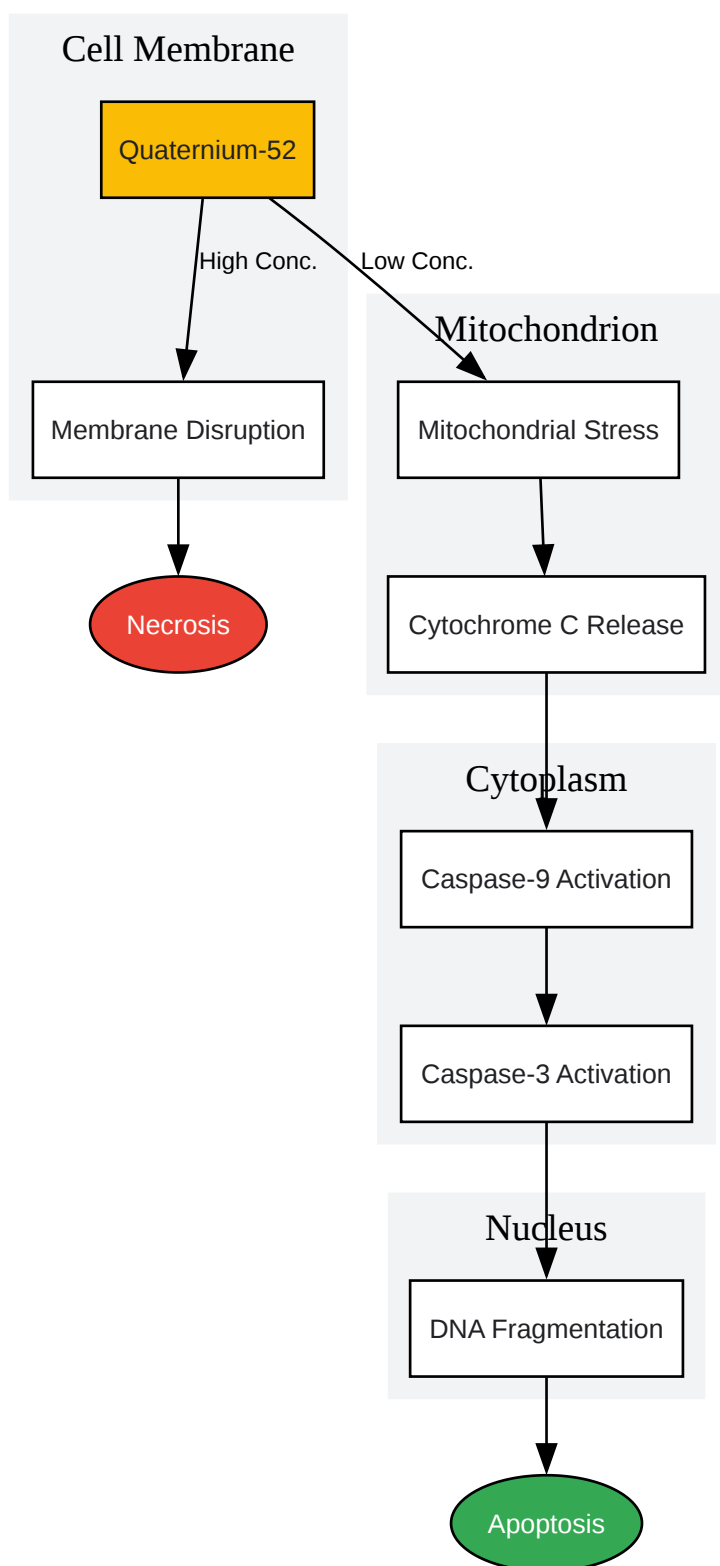 Cell Membrane
Quaternium-52
High Conc.
Low Conc.
Mitochondrion
Membrane Disruption
Mitochondrial Stress
Necrosis
Cytochrome C Release
Cytoplasm
Caspase-9 Activation
Caspase-3 Activation
Nucleus
DNA Fragmentation
Apoptosis